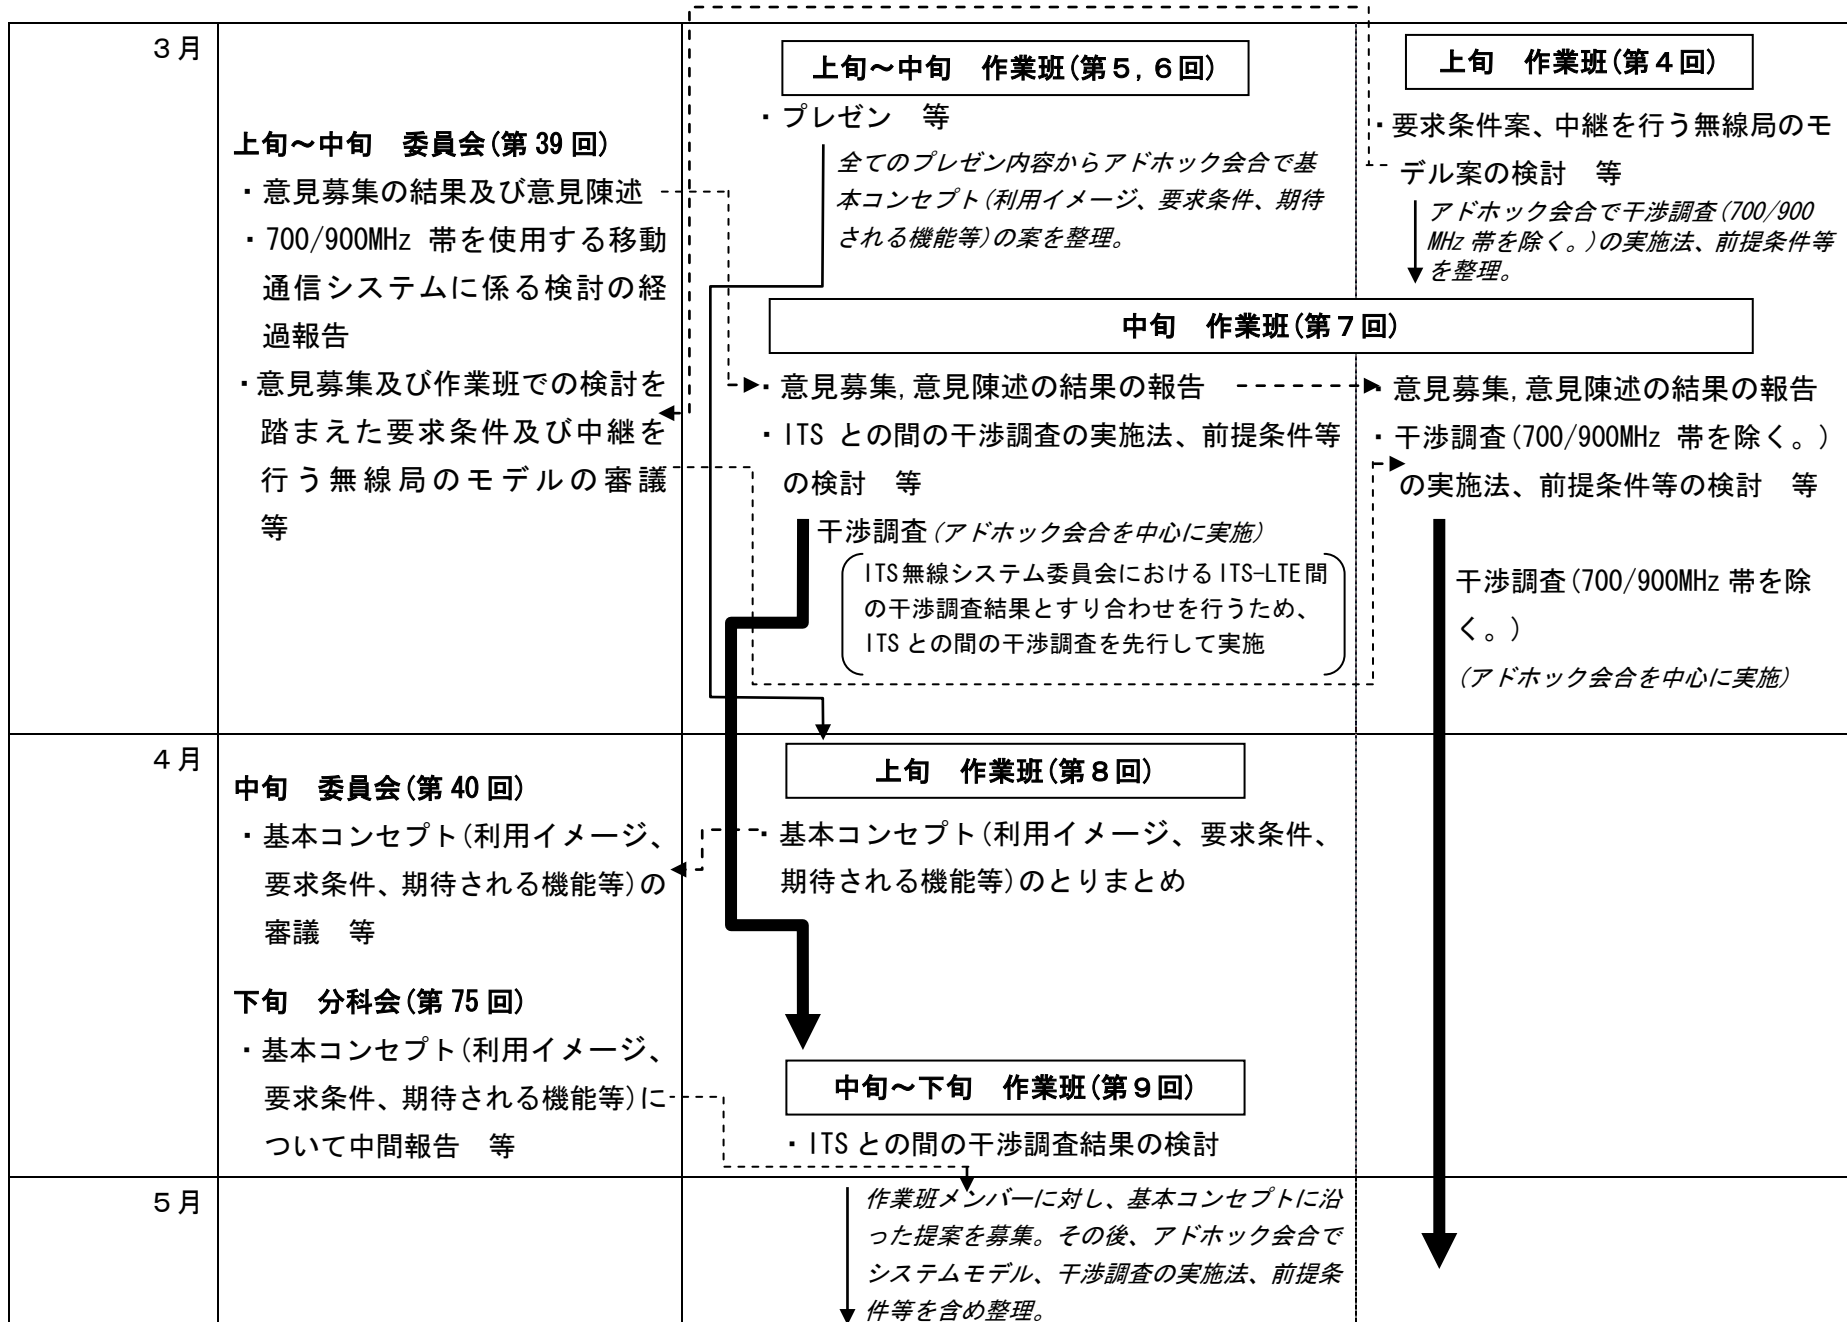 3月
上旬～中旬　委員会(第 39 回)
・意見募集の結果及び意見陳述
・700/900MHz 帯を使用する移動
通信システムに係る検討の経
過報告
・意見募集及び作業班での検討を
踏まえた要求条件及び中継を
行う無線局のモデルの審議
等
上旬～中旬　作業班(第5,6回)
・プレゼン　等
全てのプレゼン内容からアドホック会合で基
本コンセプト(利用イメージ、要求条件、期待
される機能等)の案を整理。
上旬　作業班(第4回)
・要求条件案、中継を行う無線局のモ
デル案の検討　等
アドホック会合で干渉調査(700/900
MHz 帯を除く。)の実施法、前提条件等
を整理。
中旬　作業班(第7回)
・意見募集,意見陳述の結果の報告
・ITS との間の干渉調査の実施法、前提条件等
の検討　等
干渉調査(アドホック会合を中心に実施)
ITS無線システム委員会におけるITS-LTE間
の干渉調査結果とすり合わせを行うため、
ITSとの間の干渉調査を先行して実施
・意見募集,意見陳述の結果の報告
・干渉調査(700/900MHz 帯を除く。)
の実施法、前提条件等の検討　等
干渉調査(700/900MHz 帯を除
く。)
(アドホック会合を中心に実施)
4月
中旬　委員会(第 40 回)
・基本コンセプト(利用イメージ、
要求条件、期待される機能等)の
審議　等
下旬　分科会(第 75 回)
・基本コンセプト(利用イメージ、
要求条件、期待される機能等)に
ついて中間報告　等
上旬　作業班(第8回)
・基本コンセプト(利用イメージ、要求条件、
期待される機能等)のとりまとめ
中旬～下旬　作業班(第9回)
・ITSとの間の干渉調査結果の検討
5月
作業班メンバーに対し、基本コンセプトに沿
った提案を募集。その後、アドホック会合で
システムモデル、干渉調査の実施法、前提条
件等を含め整理。